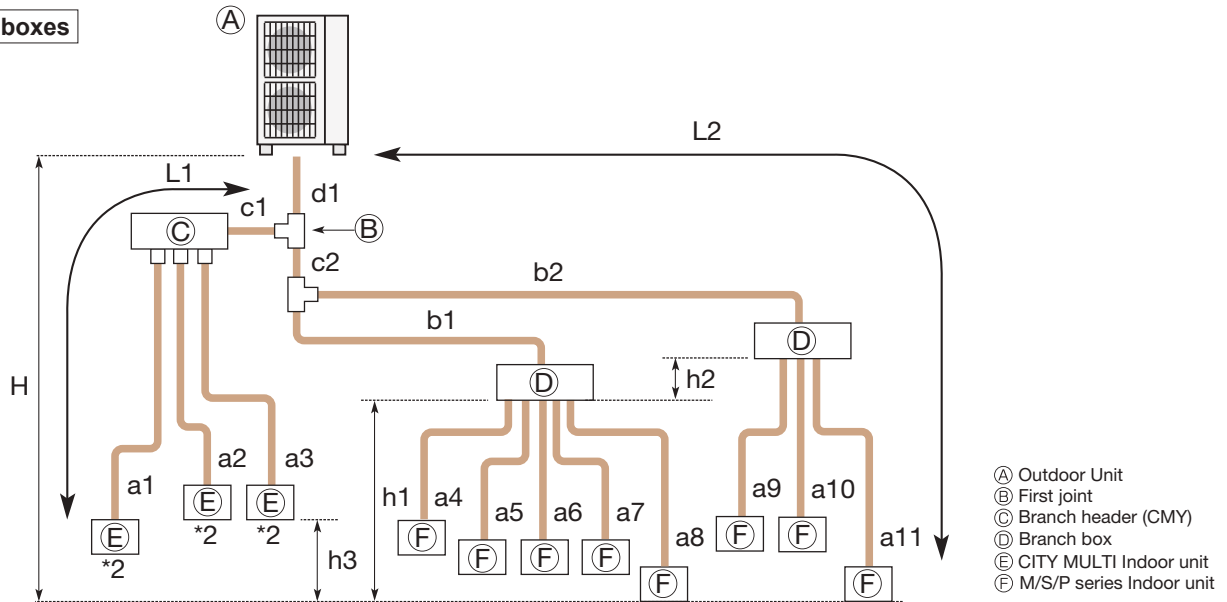 boxes
Ⓐ
L2
L1
d1
c1
Ⓒ
Ⓑ
c2
b2
b1
Ⓓ
H
Ⓓ
h2
a1
a2
a3
h1
a4
a5
a6
a7
a8
a9
a10
a11
Ⓔ
*2
Ⓔ
*2
Ⓔ
*2
h3
Ⓕ
Ⓕ
Ⓕ
Ⓕ
Ⓕ
Ⓕ
Ⓕ
Ⓕ
Ⓐ Outdoor Unit
Ⓑ First joint
Ⓒ Branch header (CMY)
Ⓓ Branch box
Ⓔ CITY MULTI Indoor unit
Ⓕ M/S/P series Indoor unit